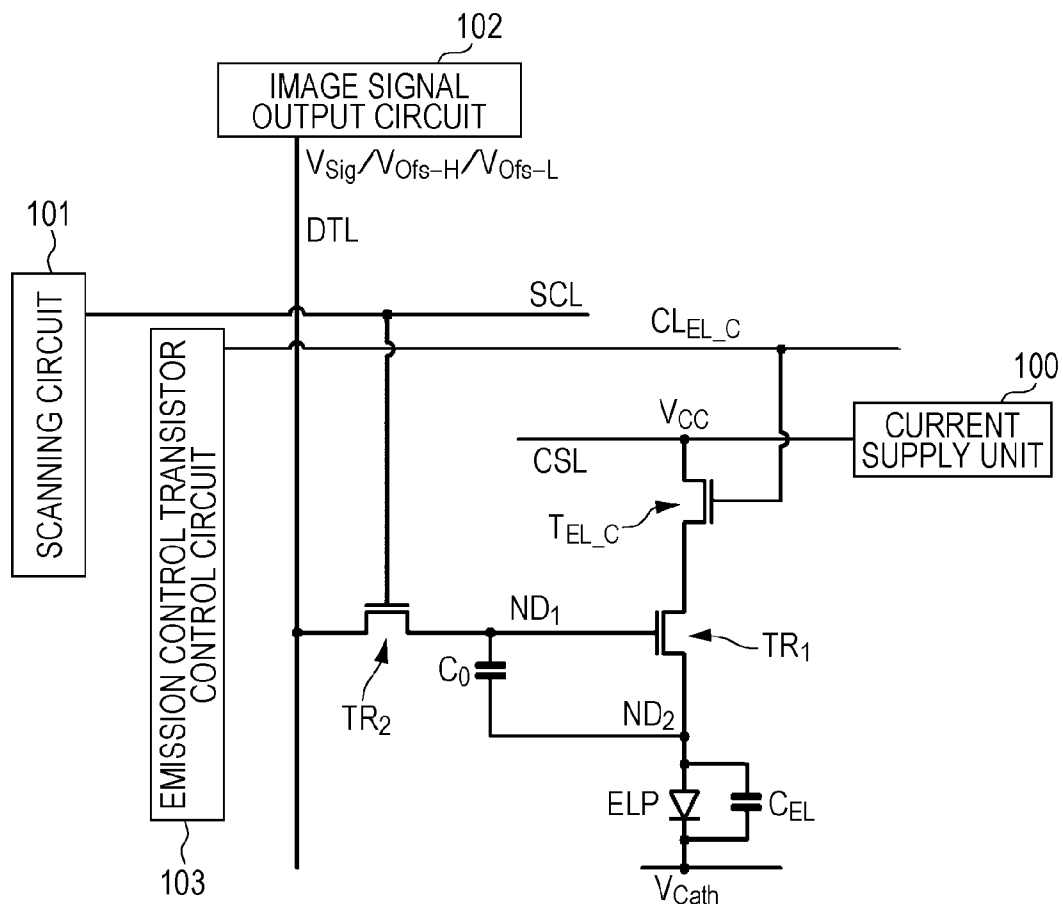 102
IMAGE SIGNAL
OUTPUT CIRCUIT
VSig/VOfs–H/VOfs–L
DTL
101
SCANNING CIRCUIT
SCL
EMISSION CONTROL TRANSISTOR
CONTROL CIRCUIT
103
CLEL_C
100
CURRENT
SUPPLY UNIT
VCC
CSL
TEL_C
ND1
TR1
C0
TR2
ND2
ELP
CEL
VCath